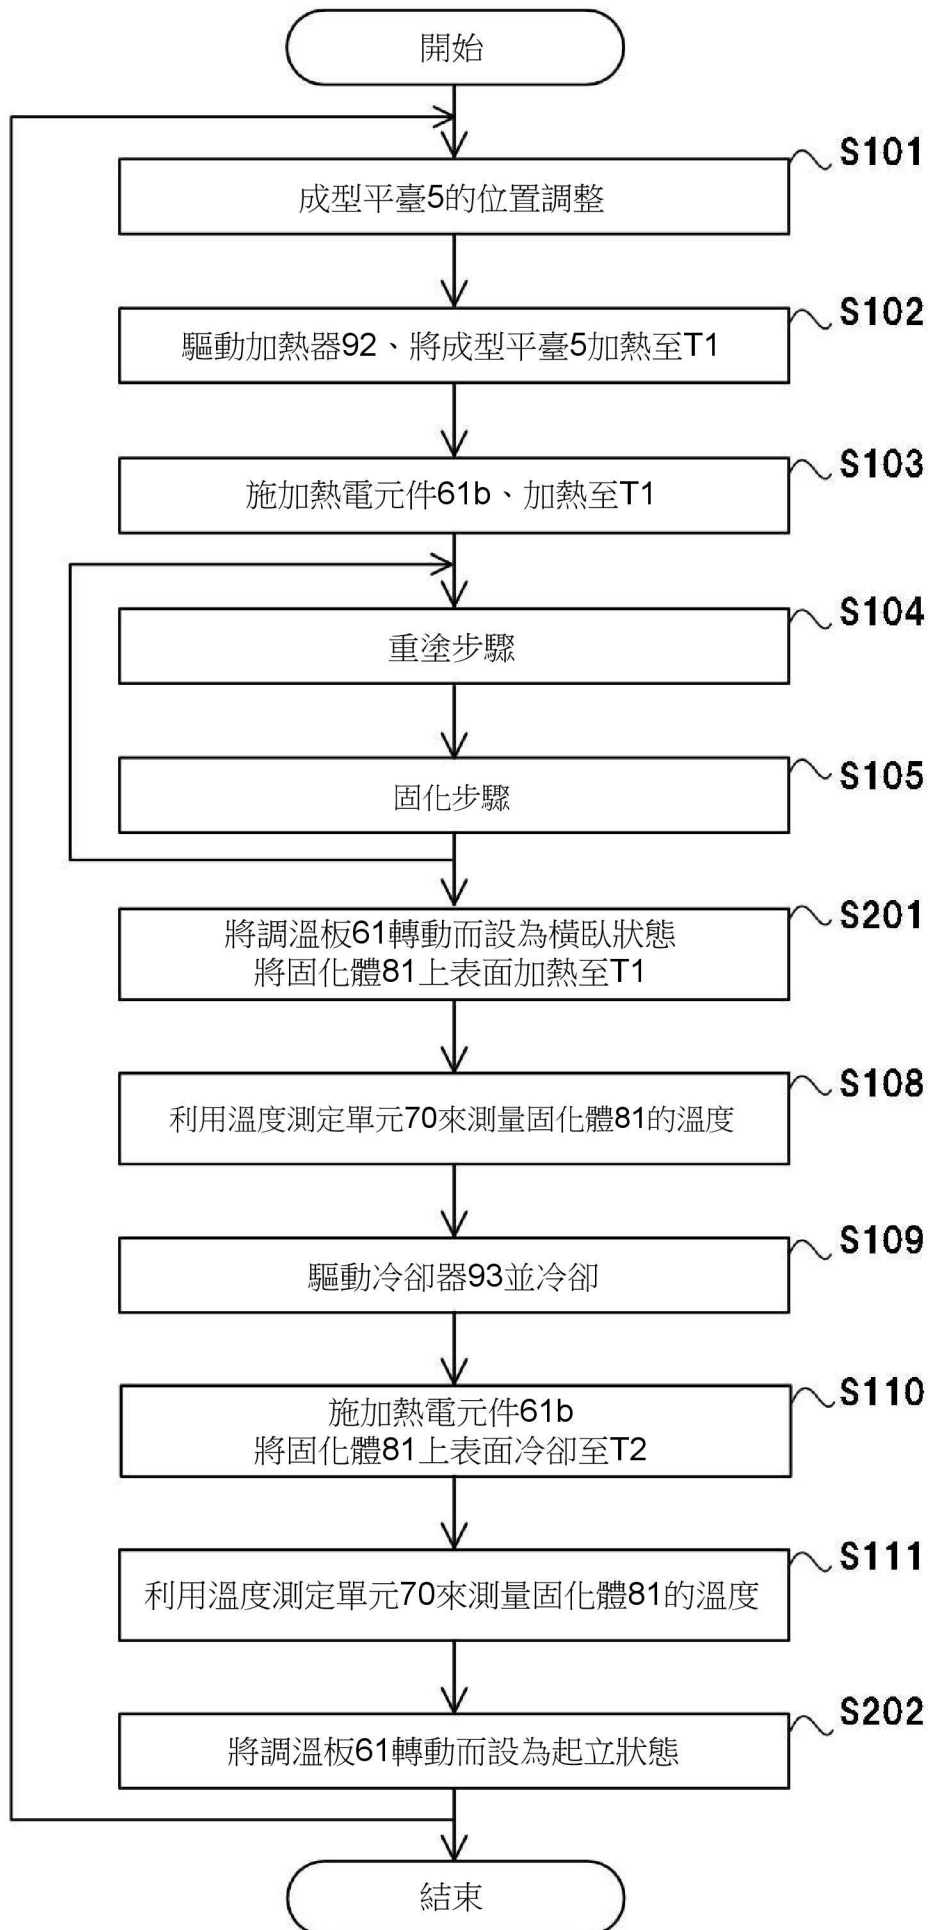 開始
S101
成型平臺5的位置調整
S102
驅動加熱器92、將成型平臺5加熱至T1
S103
施加熱電元件61b、加熱至T1
S104
重塗步驟
S105
固化步驟
S201
將調溫板61轉動而設為橫臥狀態
將固化體81上表面加熱至T1
S108
利用溫度測定單元70來測量固化體81的溫度
S109
驅動冷卻器93並冷卻
S110
施加熱電元件61b
將固化體81上表面冷卻至T2
S111
利用溫度測定單元70來測量固化體81的溫度
S202
將調溫板61轉動而設為起立狀態
結束